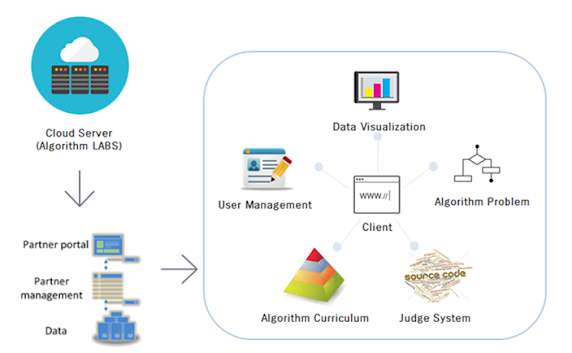 Cloud Server
(Algorithm LABS)
Partner portal
Partner
management
Data
Data Visualization
User Management
www.//
Client
Algorithm Problem
Algorithm Curriculum
source code
Judge System